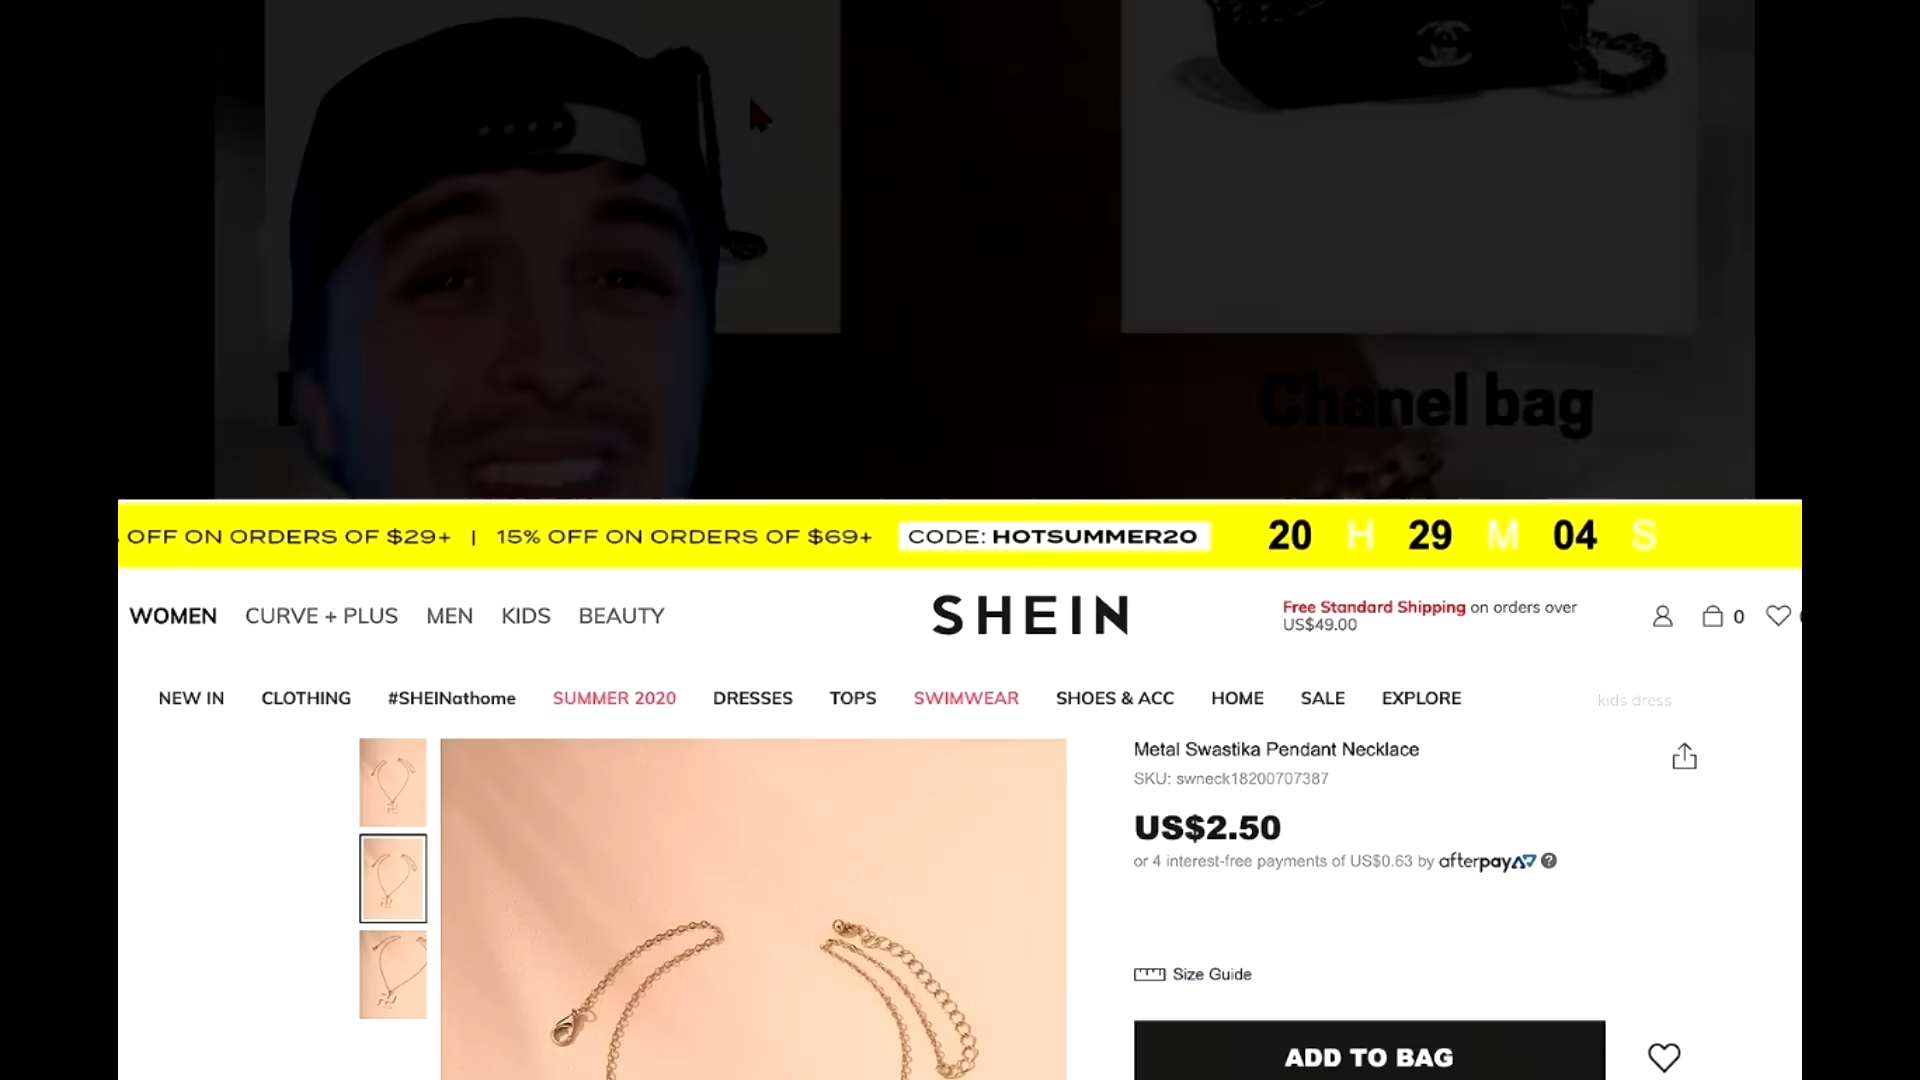 Chanel bag
OFF ON ORDERS OF $29+ | 15% OFF ON ORDERS OF $69+ CODE: HOTSUMMER20 20 H 29 M 04 S
WOMEN CURVE + PLUS MEN KIDS BEAUTY
SHEIN
Free Standard Shipping on orders over
US$49.00
0
NEW IN CLOTHING #SHEINathome SUMMER 2020 DRESSES TOPS SWIMWEAR SHOES & ACC HOME SALE EXPLORE kids dress
Metal Swastika Pendant Necklace
SKU: swneck18200707387
US$2.50
or 4 interest-free payments of US$0.63 by afterpay
Size Guide
ADD TO BAG